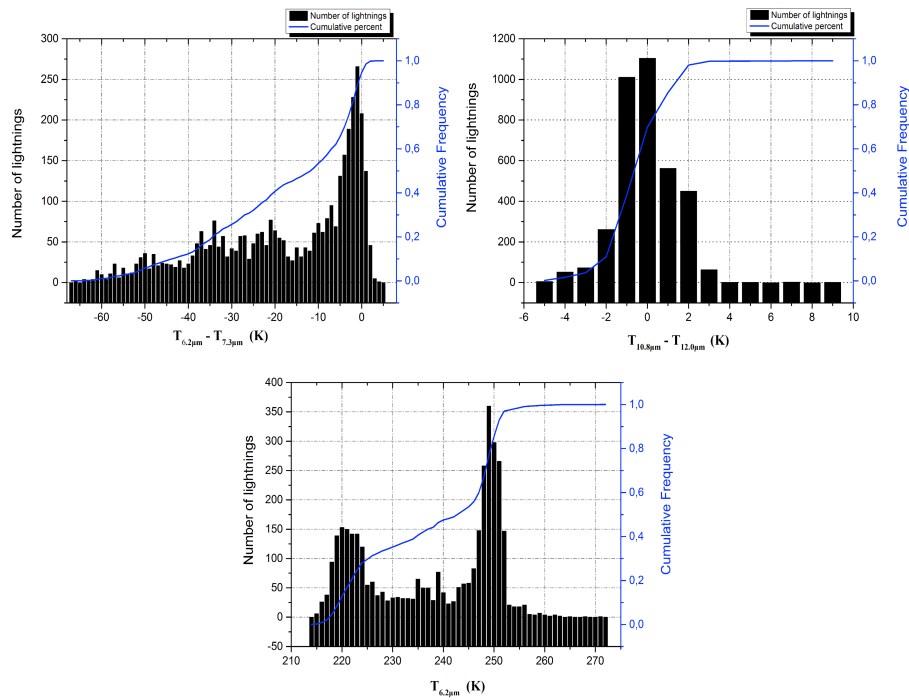 Number of lightnings
Cumulative percent
300
250
200
150
100
50
0
Number of lightnings
1,0
0,8
0,6
0,4
0,2
0,0
Cumulative Frequency
-60 -50 -40 -30 -20 -10 0
T6.2µm - T7.3µm (K)
Number of lightnings
Cumulative percent
1200
1000
800
600
400
200
0
Number of lightnings
1,0
0,8
0,6
0,4
0,2
0,0
Cumulative Frequency
-6 -4 -2 0 2 4 6 8 10
T10.8µm - T12.0µm (K)
Number of lightnings
Cumulative percent
400
350
300
250
200
150
100
50
0
-50
Number of lightnings
1,0
0,8
0,6
0,4
0,2
0,0
Cumulative Frequency
210 220 230 240 250 260 270
T6.2µm (K)